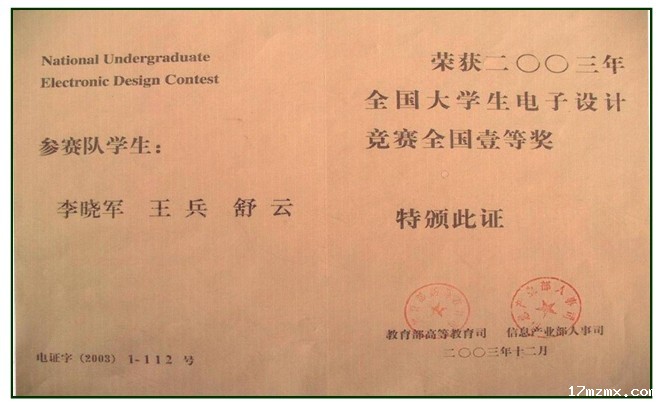 National Undergraduate
Electronic Design Contest
参赛队学生：
李晓军 王兵 舒云
电证字（2003）1-112号
荣获二〇〇三年
全国大学生电子设计
竞赛全国壹等奖
特颁此证
教育部高等教育司 信息产业部人事司
二〇〇三年十二月
17mzmx.com